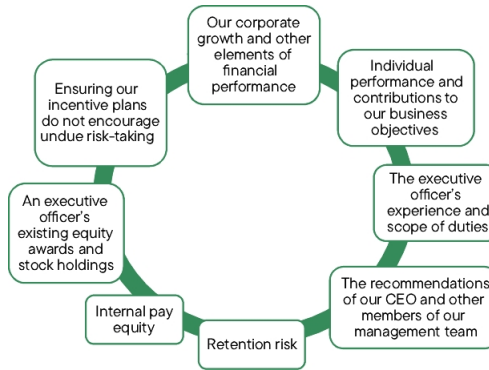 Our corporate
growth and other
elements of
financial
performance
Individual
performance and
contributions to
our business
objectives
The executive
officer's
experience and
scope of duties
The recommendations
of our CEO and other
members of our
management team
Retention risk
Internal pay
equity
An executive
officer's
existing equity
awards and
stock holdings
Ensuring our
incentive plans
do not encourage
undue risk-taking